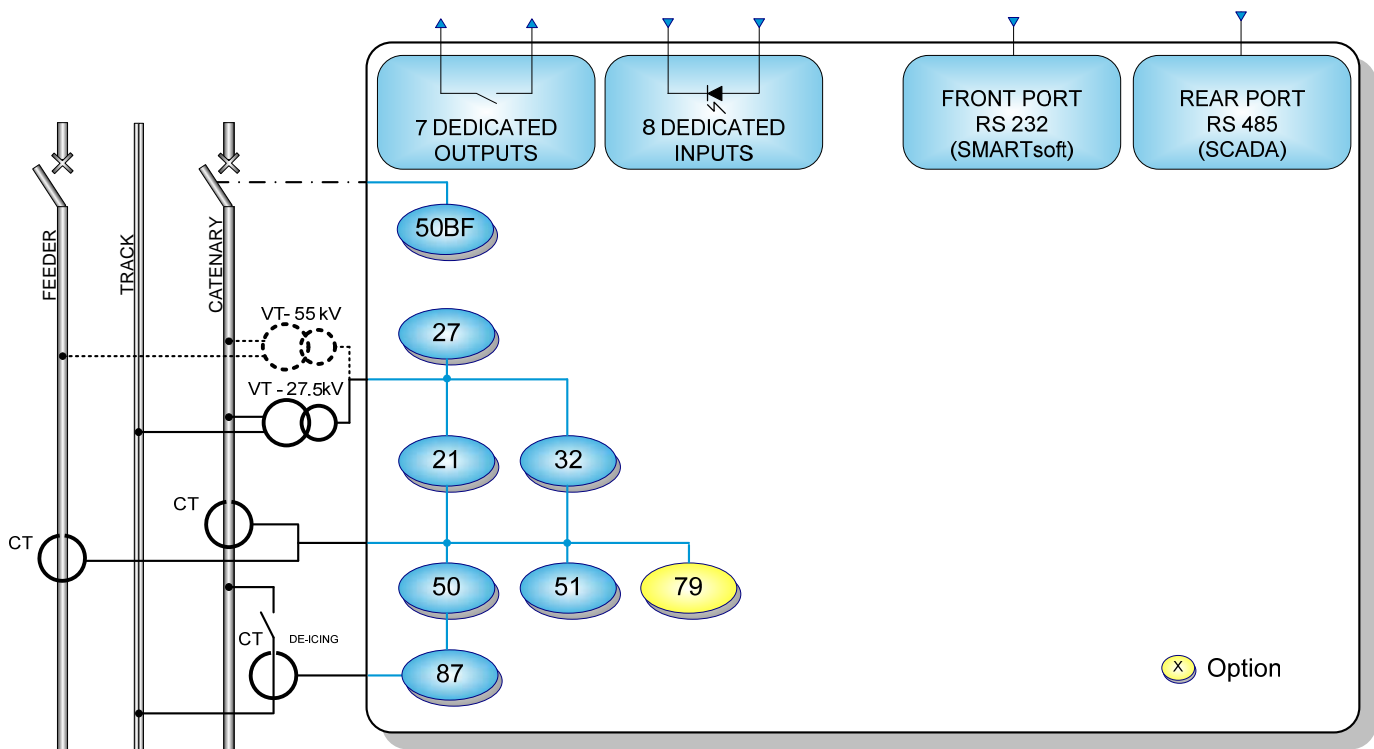 7 DEDICATED
OUTPUTS
8 DEDICATED
INPUTS
FRONT PORT
RS 232
(SMARTsoft)
REAR PORT
RS 485
(SCADA)
FEEDER
TRACK
CATENARY
50BF
VT- 55 kV
27
VT - 27.5kV
21
32
CT
CT
50
51
79
CT
DE-ICING
87
X
Option